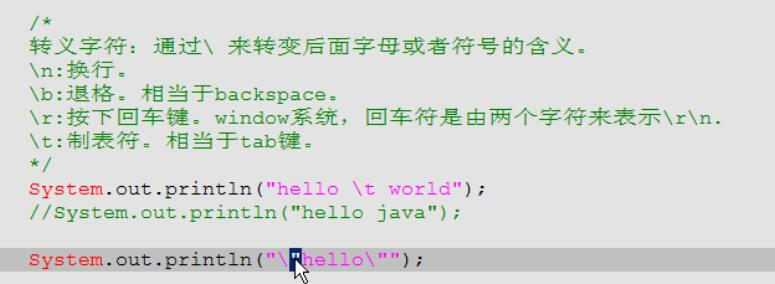 /*
转义字符：通过\ 来转变后面字母或者符号的含义。
\n:换行。
\b:退格。相当于backspace。
\r:按下回车键。window系统，回车符是由两个字符来表示\r\n.
\t:制表符。相当于tab键。
*/
System.out.println("hello \t world");
//System.out.println("hello java");
System.out.println("\"hello\"");